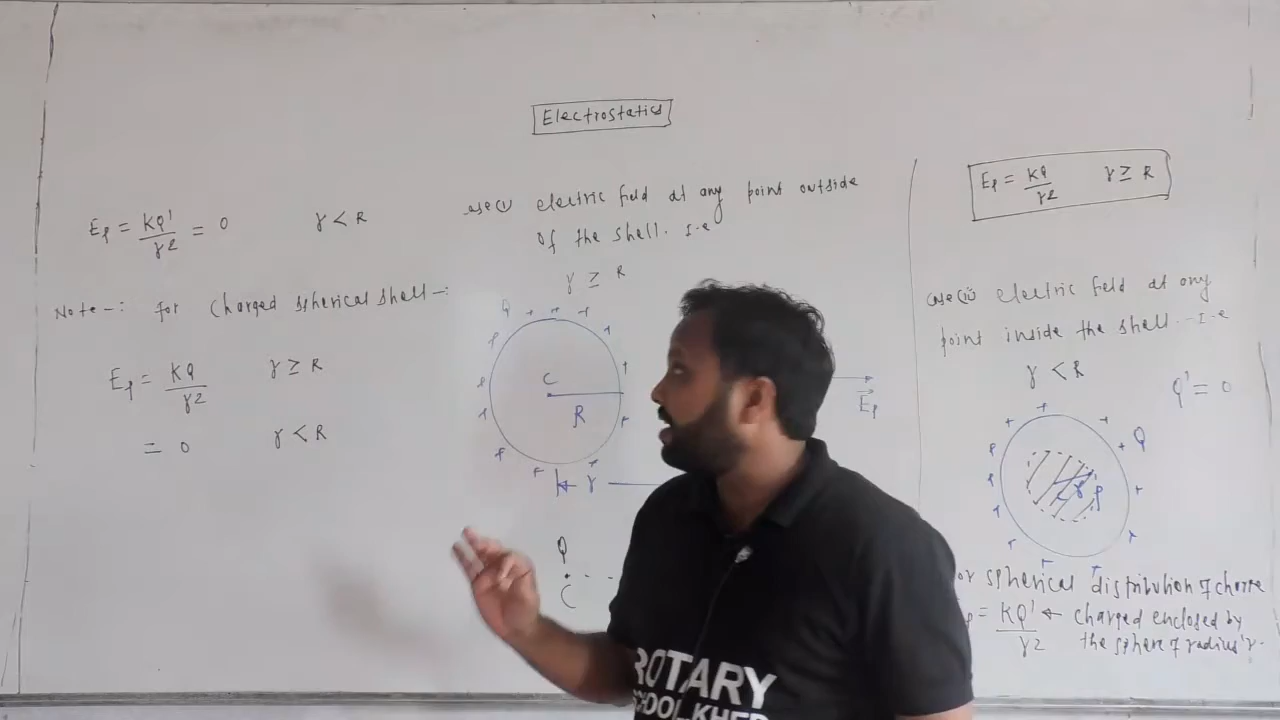 Electrostatics
Ep = KQ'/r2 = 0 r < R
Note -: For charged spherical shell -:
Ep = KQ/r2 r ≥ R
= 0 r < R
case (i) electric field at any point outside
of the shell. I.e
r ≥ R
Q + + + + + + + + + + + + +
C
R
r
Ep
Q
C
Ep = KQ/r2 r ≥ R
case (ii) electric field at any
point inside the shell. I.e
r < R
Q' = 0
+ + + + + + + + + + + Q
r P
spherical distribution of charge
= KQ'/r2 ← charged enclosed by
the sphere of radius 'r'.
ROTARY
SCHOOL, KHED